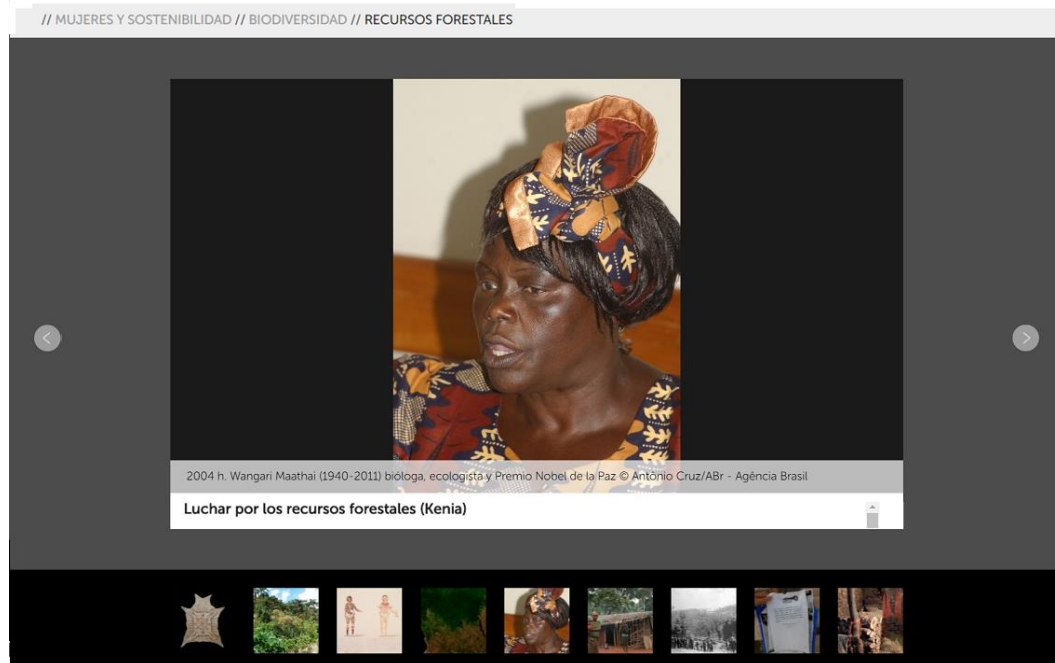 // MUJERES Y SOSTENIBILIDAD // BIODIVERSIDAD // RECURSOS FORESTALES
2004 h. Wangari Maathai (1940-2011) bióloga, ecologista y Premio Nobel de la Paz © Antônio Cruz/ABr - Agência Brasil
Luchar por los recursos forestales (Kenia)